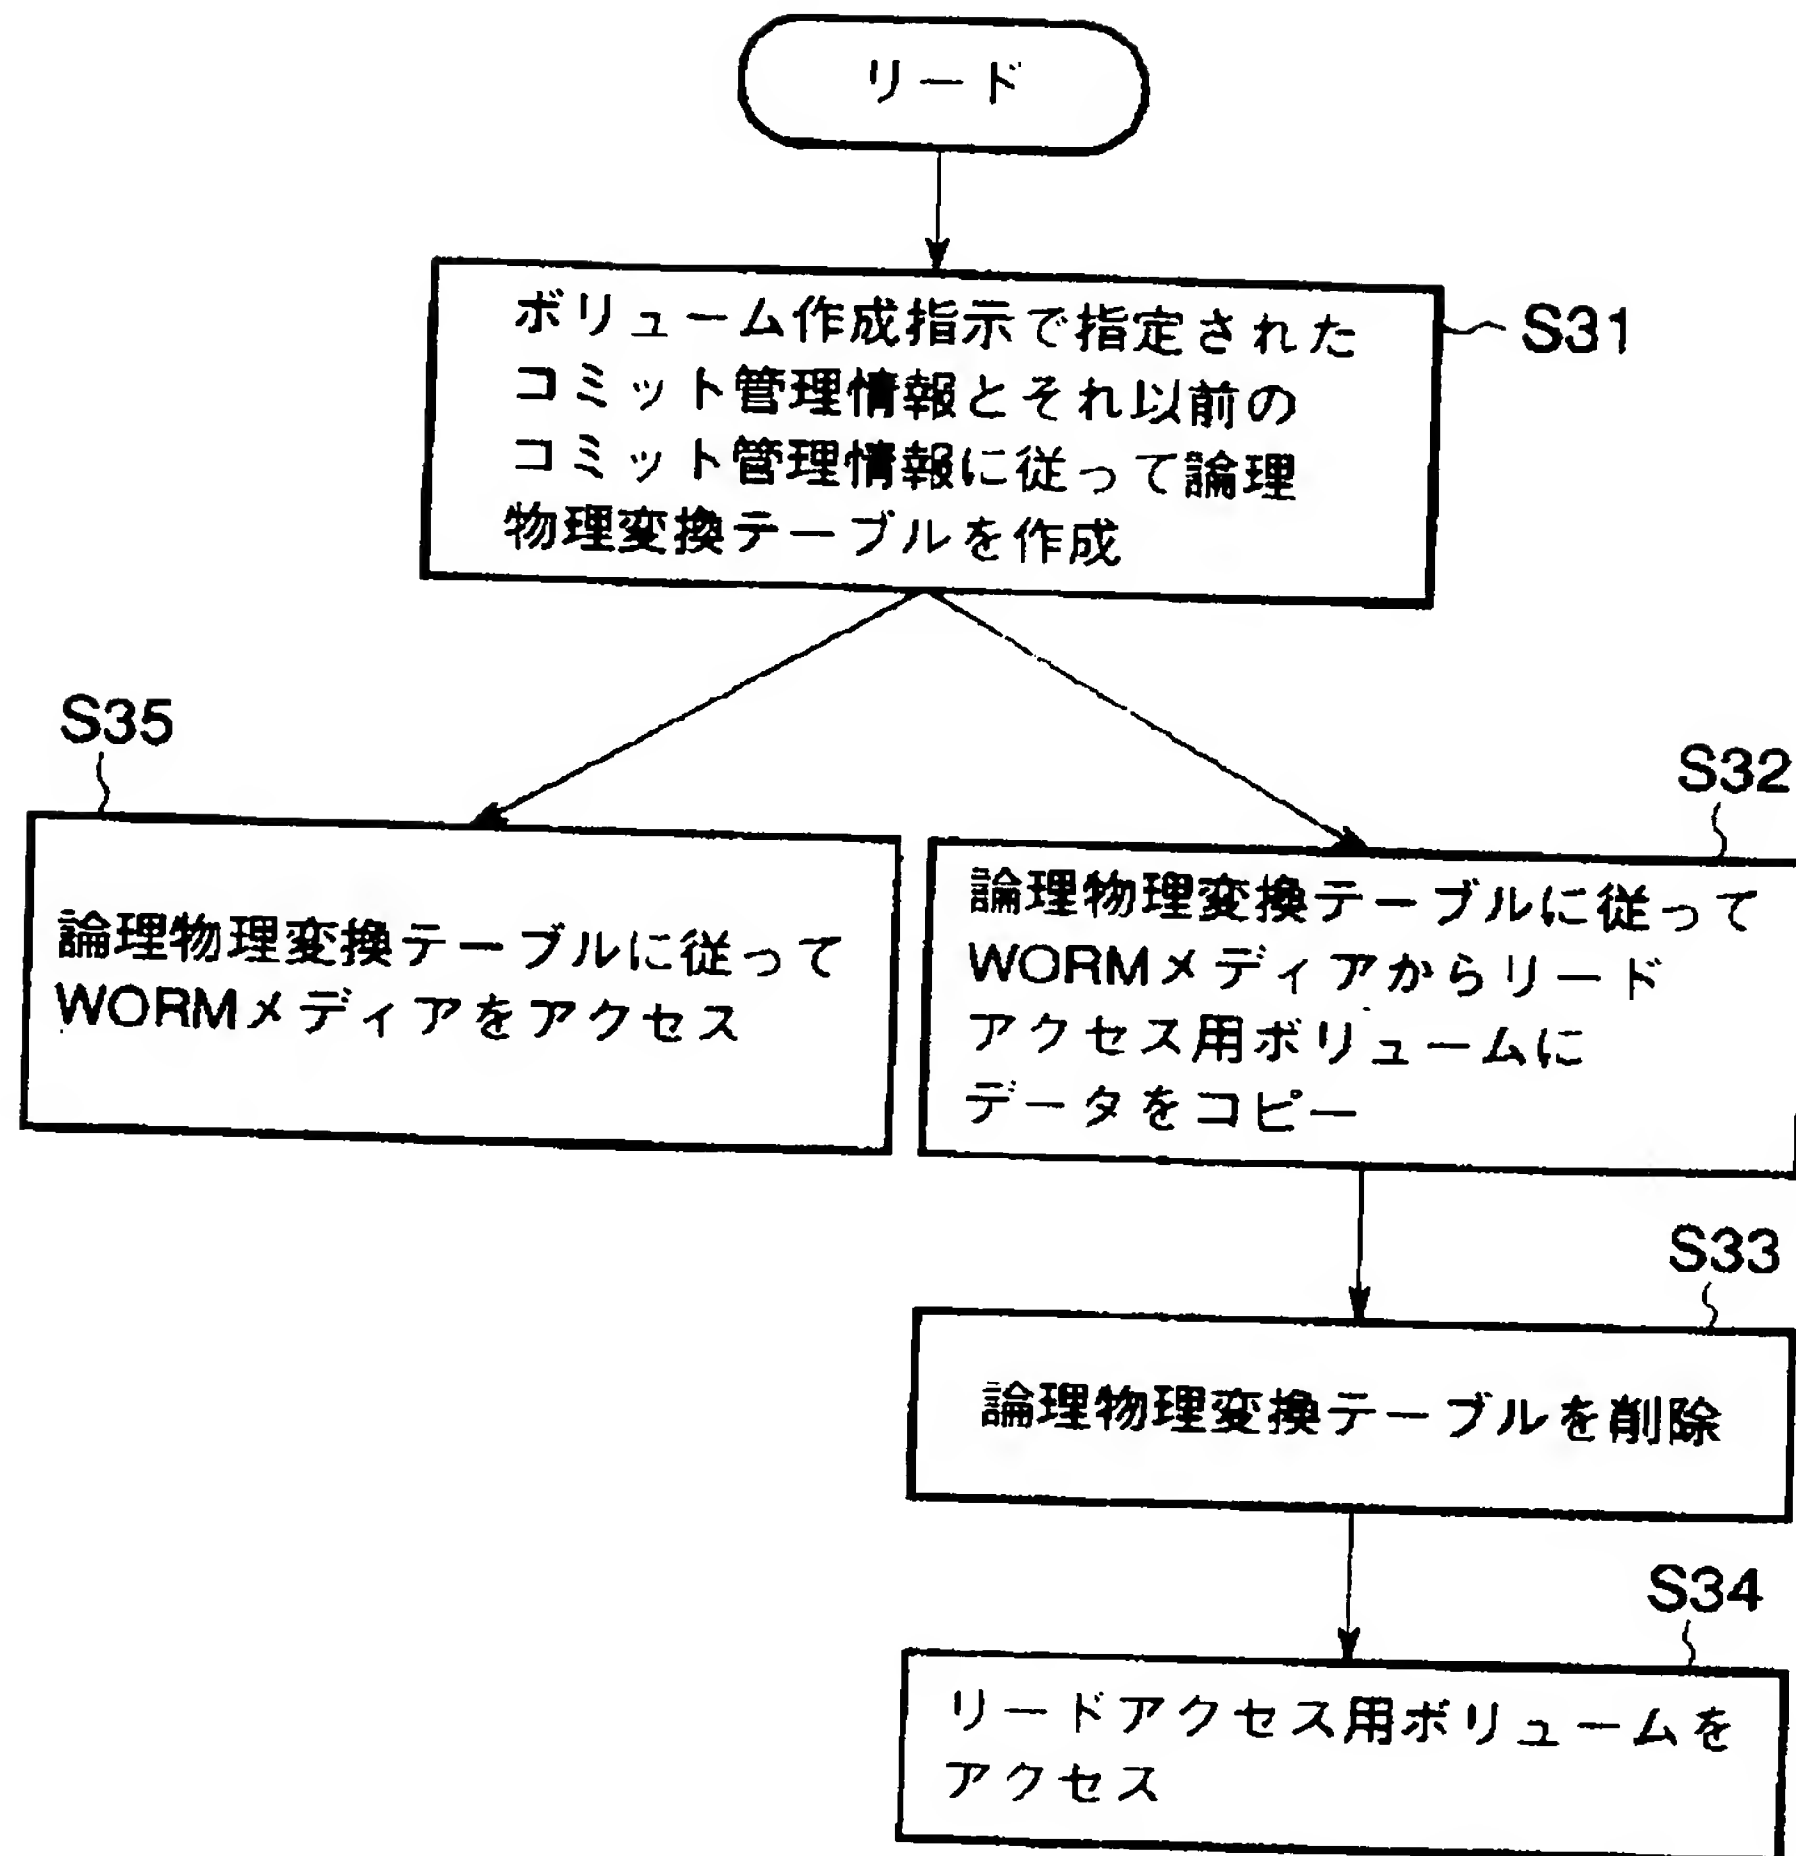 リード
ボリューム作成指示で指定された
コミット管理情報とそれ以前の
コミット管理情報に従って論理
物理変換テーブルを作成
S31
S35
論理物理変換テーブルに従って
WORMメディアをアクセス
S32
論理物理変換テーブルに従って
WORMメディアからリード
アクセス用ボリュームに
データをコピー
S33
論理物理変換テーブルを削除
S34
リードアクセス用ボリュームを
アクセス